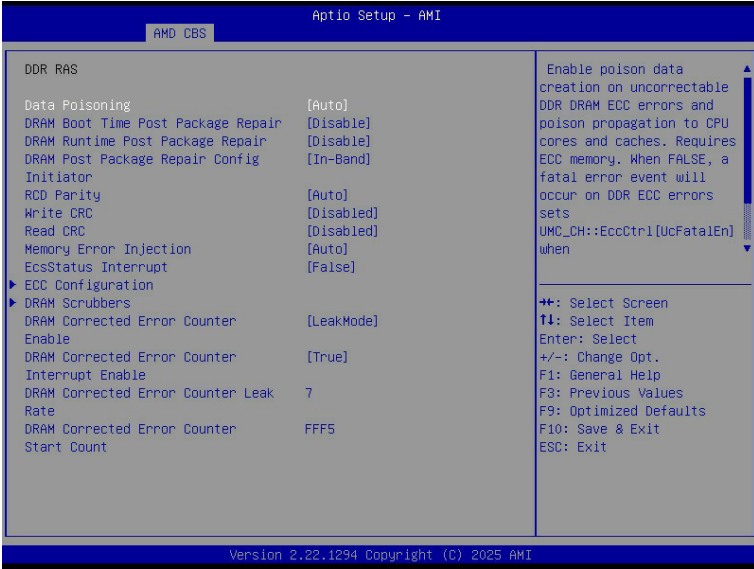 Aptio Setup – AMI
AMD CBS
DDR RAS
Data Poisoning [Auto]
DRAM Boot Time Post Package Repair [Disable]
DRAM Runtime Post Package Repair [Disable]
DRAM Post Package Repair Config [In-Band]
Initiator
RCD Parity [Auto]
Write CRC [Disabled]
Read CRC [Disabled]
Memory Error Injection [Auto]
EcsStatus Interrupt [False]
ECC Configuration
DRAM Scrubbers
DRAM Corrected Error Counter [LeakMode]
Enable
DRAM Corrected Error Counter [True]
Interrupt Enable
DRAM Corrected Error Counter Leak 7
Rate
DRAM Corrected Error Counter FFF5
Start Count
Enable poison data
creation on uncorrectable
DDR DRAM ECC errors and
poison propagation to CPU
cores and caches. Requires
ECC memory. When FALSE, a
fatal error event will
occur on DDR ECC errors
sets
UMC_CH::EccCtrl[UcFatalEn]
when
→←: Select Screen
↑↓: Select Item
Enter: Select
+/-: Change Opt.
F1: General Help
F3: Previous Values
F9: Optimized Defaults
F10: Save & Exit
ESC: Exit
Version 2.22.1294 Copyright (C) 2025 AMI